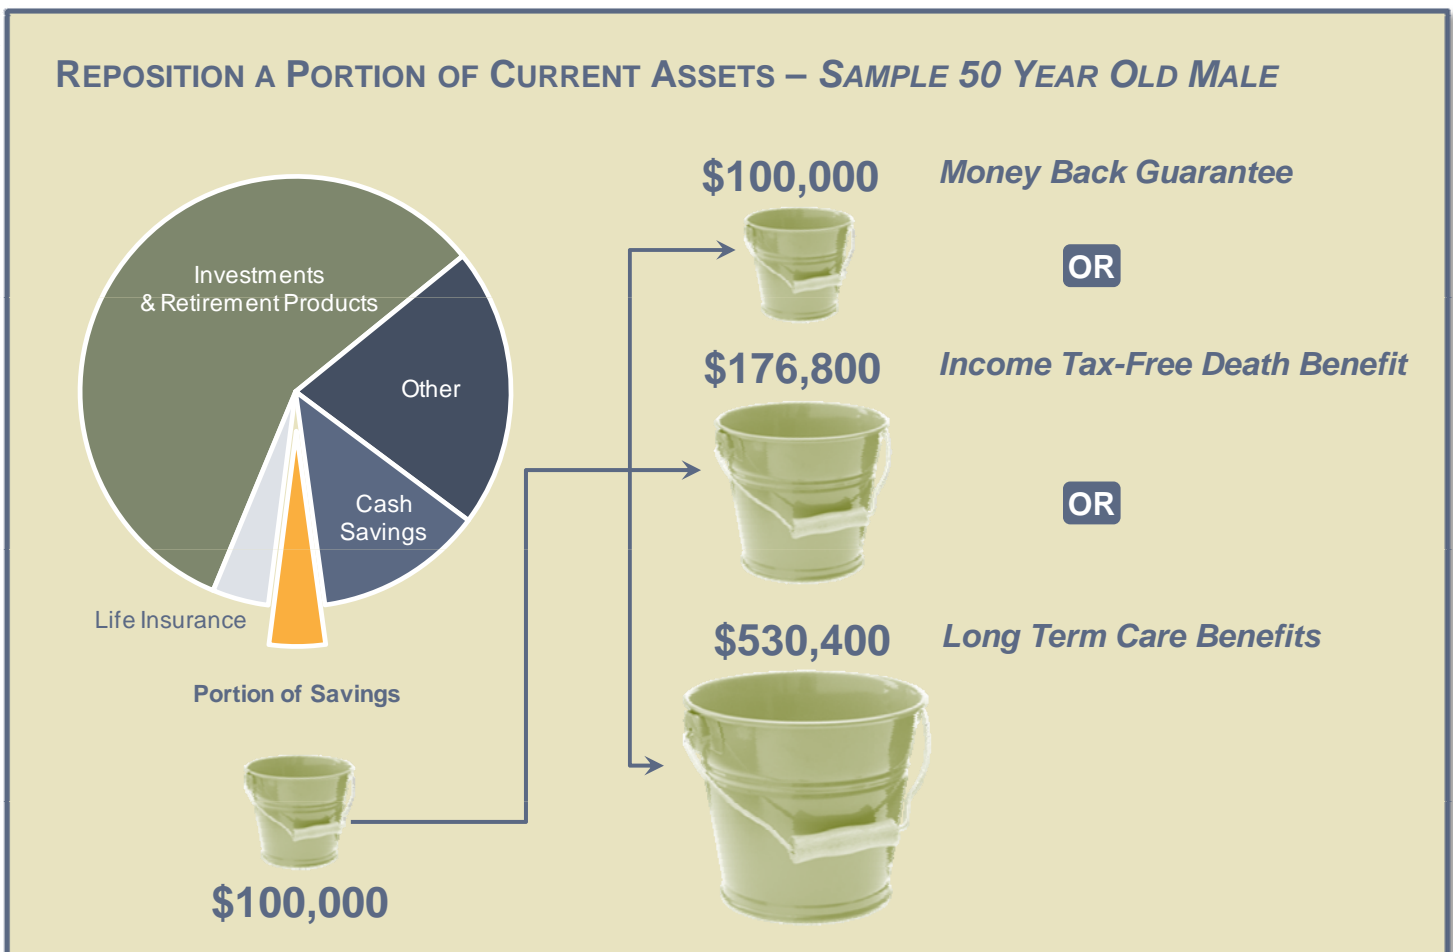 REPOSITION A PORTION OF CURRENT ASSETS – SAMPLE 50 YEAR OLD MALE
Investments
& Retirement Products
Other
Cash
Savings
Life Insurance
Portion of Savings
$100,000
$100,000
Money Back Guarantee
OR
$176,800
Income Tax-Free Death Benefit
OR
$530,400
Long Term Care Benefits